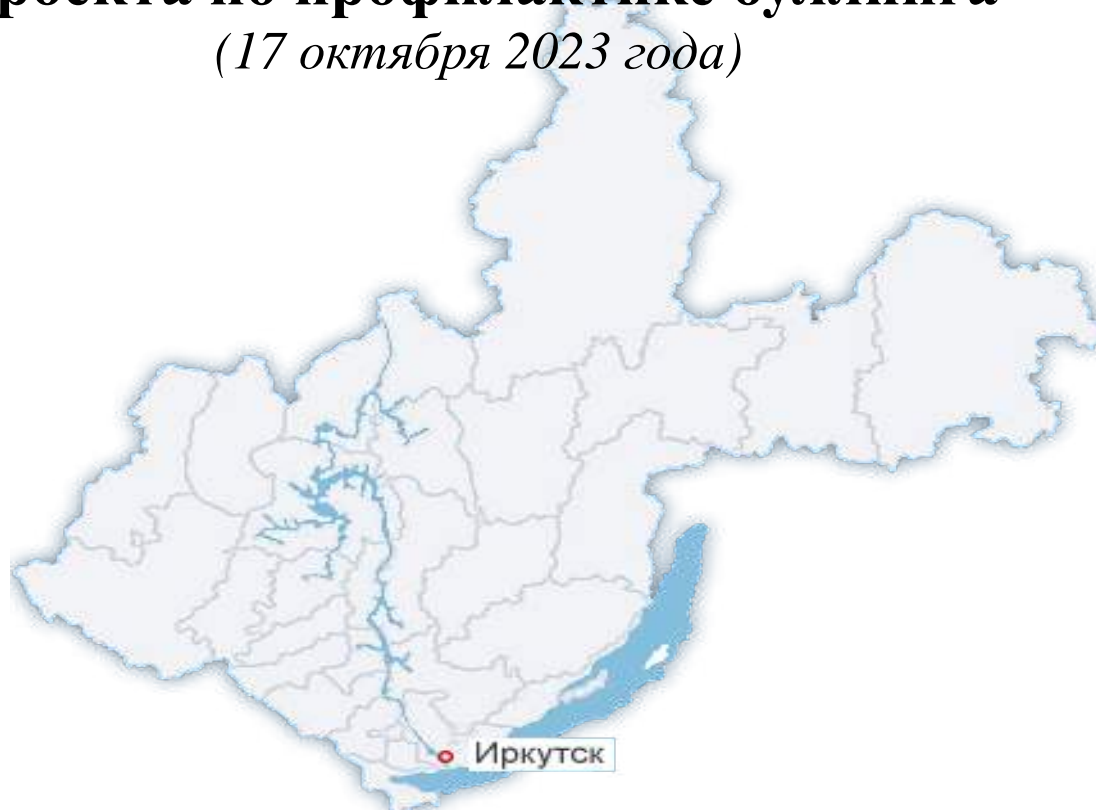 проекта по профилактике буллинга
(17 октября 2023 года)
Иркутск